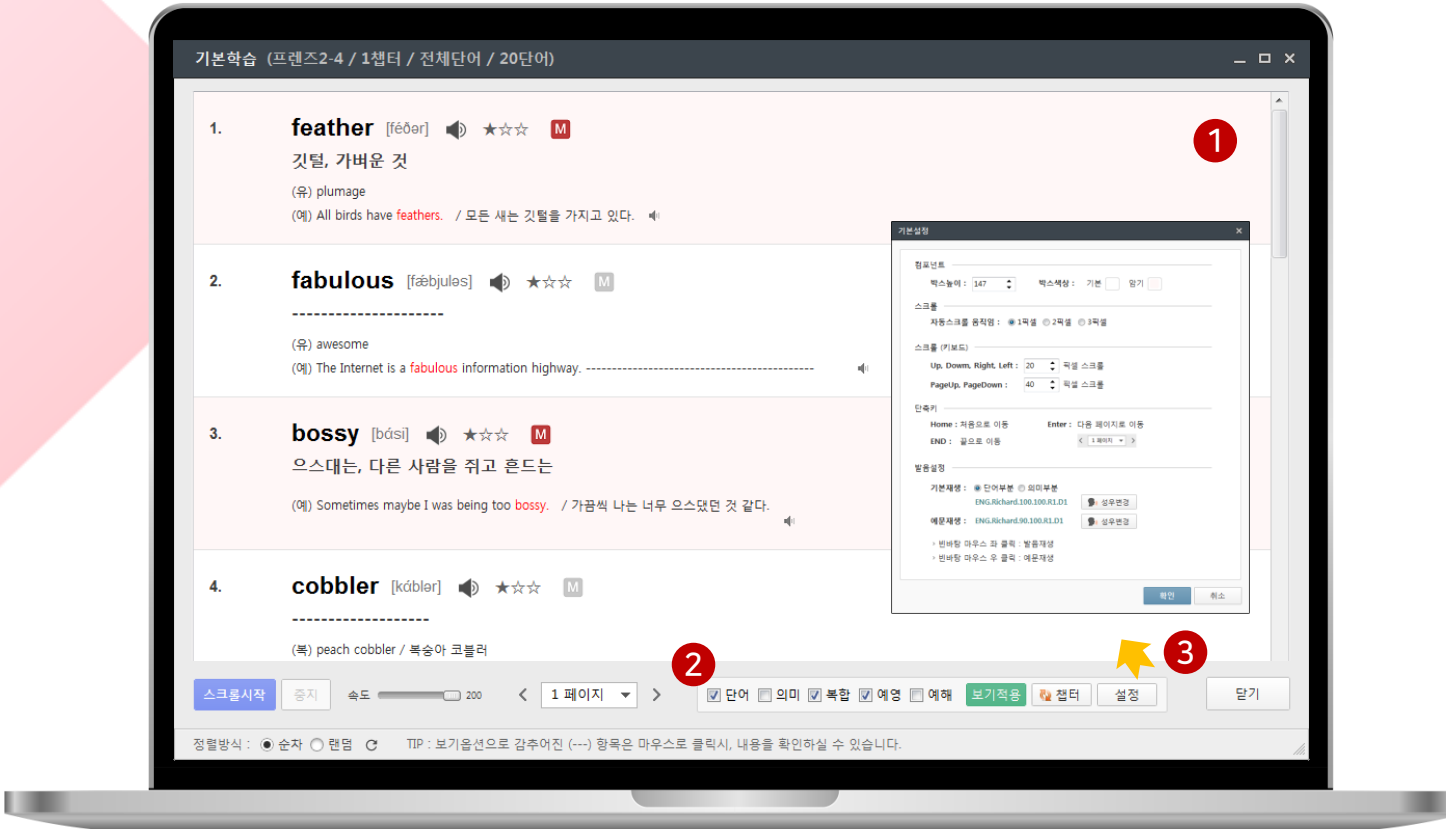 기본학습 (프렌즈2-4 / 1챕터 / 전체단어 / 20단어)
1. feather [féðər] ★☆☆ M
깃털, 가벼운 것
(유) plumage
(예) All birds have feathers. / 모든 새는 깃털을 가지고 있다.
1
2. fabulous [fǽbjuləs] ★☆☆ M
---------------------
(유) awesome
(예) The Internet is a fabulous information highway. -------------------------------------------
3. bossy [bɑ́si] ★☆☆ M
으스대는, 다른 사람을 쥐고 흔드는
(예) Sometimes maybe I was being too bossy. / 가끔씩 나는 너무 으스댔던 것 같다.
4. cobbler [kɑ́blər] ★☆☆ M
-------------------
(복) peach cobbler / 복숭아 코블러
기본설정
컴포넌트
박스높이 : 147 박스색상 : 기본 암기
스크롤
자동스크롤 움직임 : 1픽셀 2픽셀 3픽셀
스크롤 (키보드)
Up, Down, Right, Left : 20 픽셀 스크롤
PageUp, PageDown : 40 픽셀 스크롤
단축키
Home : 처음으로 이동 Enter : 다음 페이지로 이동
END : 끝으로 이동 < 1 페이지 >
발음설정
기본재생 : 단어부분 의미부분
ENG.Richard.100.100.R1.D1 성우변경
예문재생 : ENG.Richard.90.100.R1.D1 성우변경
▫ 빈바탕 마우스 좌 클릭 : 발음재생
▫ 빈바탕 마우스 우 클릭 : 예문재생
확인 취소
2
3
스크롤시작 중지 속도 200 < 1 페이지 > 단어 의미 복합 예영 예해 보기적용 챕터 설정 닫기
정렬방식 : 순차 랜덤 TIP : 보기옵션으로 감추어진 (---) 항목은 마우스로 클릭시, 내용을 확인하실 수 있습니다.